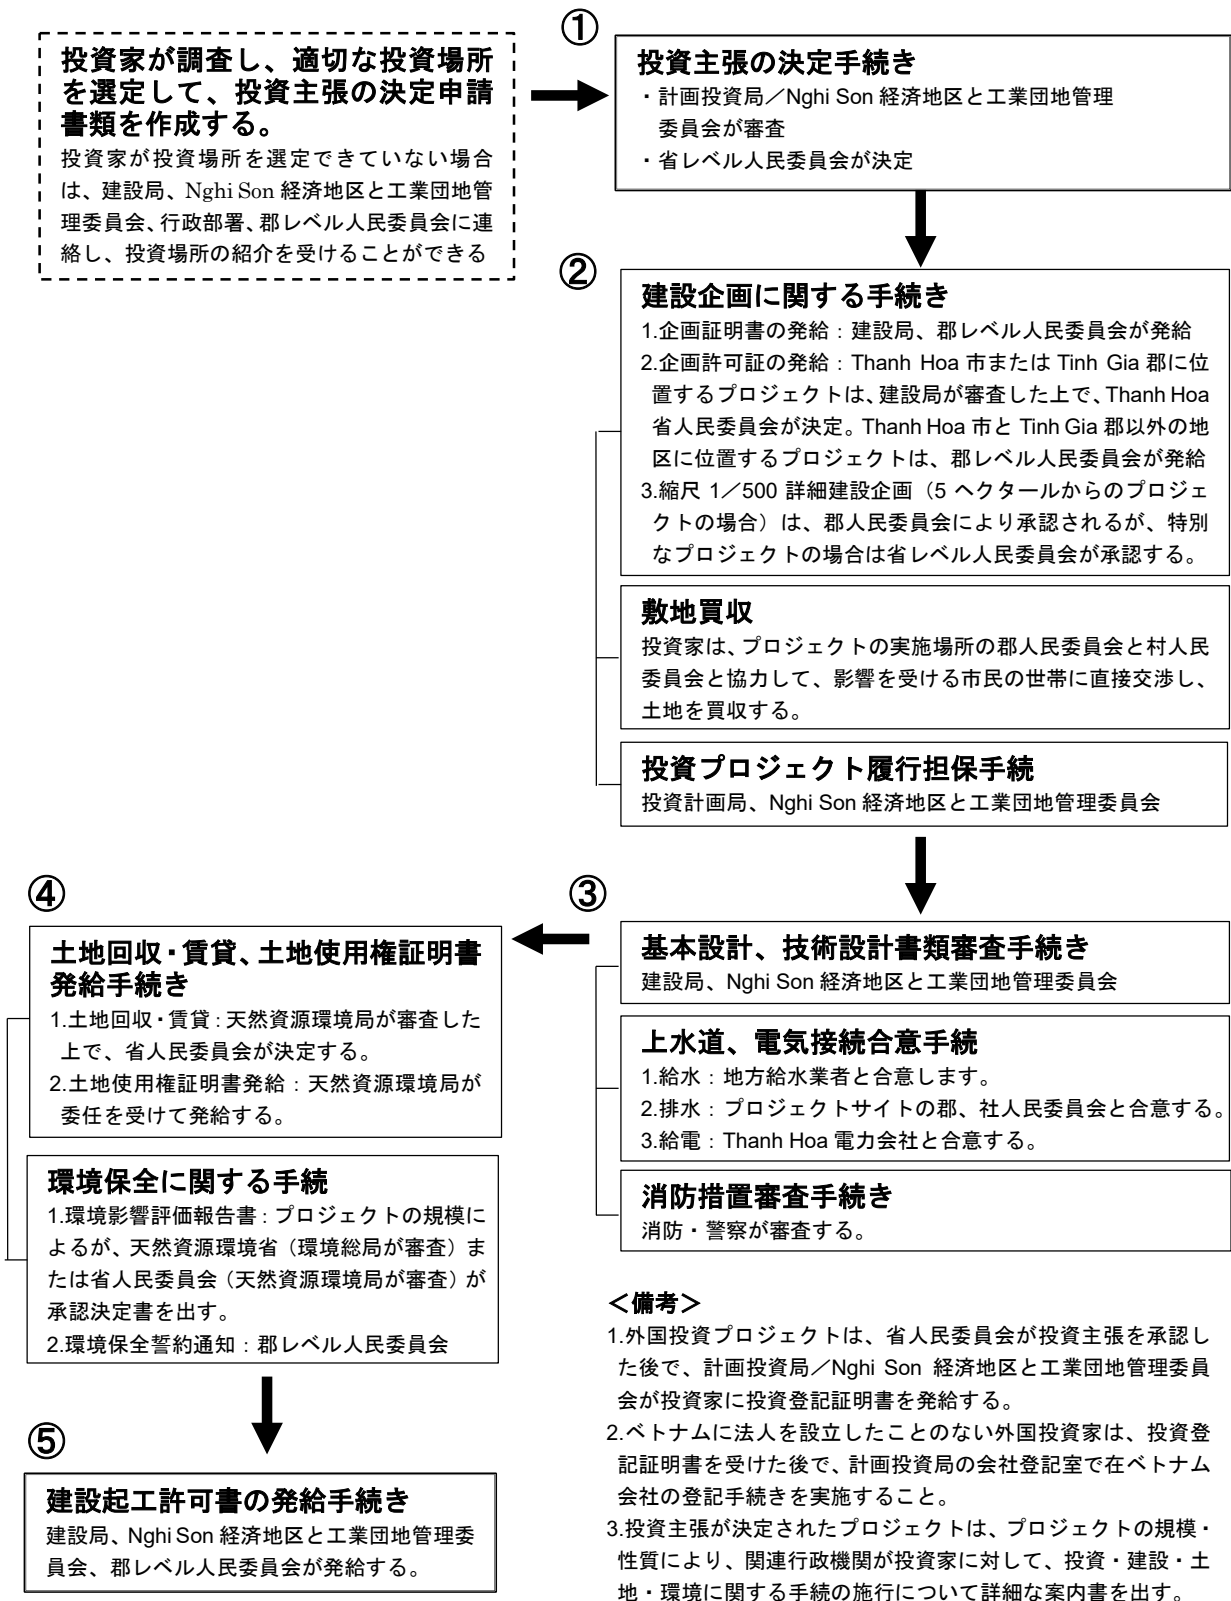 投資家が調査し、適切な投資場所
を選定して、投資主張の決定申請
書類を作成する。
投資家が投資場所を選定できていない場合
は、建設局、Nghi Son 経済地区と工業団地管
理委員会、行政部署、郡レベル人民委員会に連
絡し、投資場所の紹介を受けることができる
①
投資主張の決定手続き
・計画投資局／Nghi Son 経済地区と工業団地管理
委員会が審査
・省レベル人民委員会が決定
②
建設企画に関する手続き
1.企画証明書の発給：建設局、郡レベル人民委員会が発給
2.企画許可証の発給：Thanh Hoa 市または Tinh Gia 郡に位
置するプロジェクトは、建設局が審査した上で、Thanh Hoa
省人民委員会が決定。Thanh Hoa 市と Tinh Gia 郡以外の地
区に位置するプロジェクトは、郡レベル人民委員会が発給
3.縮尺 1／500 詳細建設企画（5 ヘクタールからのプロジェ
クトの場合）は、郡人民委員会により承認されるが、特別
なプロジェクトの場合は省レベル人民委員会が承認する。
敷地買収
投資家は、プロジェクトの実施場所の郡人民委員会と村人民
委員会と協力して、影響を受ける市民の世帯に直接交渉し、
土地を買収する。
投資プロジェクト履行担保手続
投資計画局、Nghi Son 経済地区と工業団地管理委員会
③
基本設計、技術設計書類審査手続き
建設局、Nghi Son 経済地区と工業団地管理委員会
上水道、電気接続合意手続
1.給水：地方給水業者と合意します。
2.排水：プロジェクトサイトの郡、社人民委員会と合意する。
3.給電：Thanh Hoa 電力会社と合意する。
消防措置審査手続き
消防・警察が審査する。
④
土地回収・賃貸、土地使用権証明書
発給手続き
1.土地回収・賃貸：天然資源環境局が審査した
上で、省人民委員会が決定する。
2.土地使用権証明書発給：天然資源環境局が
委任を受けて発給する。
環境保全に関する手続
1.環境影響評価報告書：プロジェクトの規模に
よるが、天然資源環境省（環境総局が審査）ま
たは省人民委員会（天然資源環境局が審査）が
承認決定書を出す。
2.環境保全誓約通知：郡レベル人民委員会
⑤
建設起工許可書の発給手続き
建設局、Nghi Son 経済地区と工業団地管理委
員会、郡レベル人民委員会が発給する。
＜備考＞
1.外国投資プロジェクトは、省人民委員会が投資主張を承認し
た後で、計画投資局／Nghi Son 経済地区と工業団地管理委員
会が投資家に投資登記証明書を発給する。
2.ベトナムに法人を設立したことのない外国投資家は、投資登
記証明書を受けた後で、計画投資局の会社登記室で在ベトナム
会社の登記手続きを実施すること。
3.投資主張が決定されたプロジェクトは、プロジェクトの規模・
性質により、関連行政機関が投資家に対して、投資・建設・土
地・環境に関する手続の施行について詳細な案内書を出す。